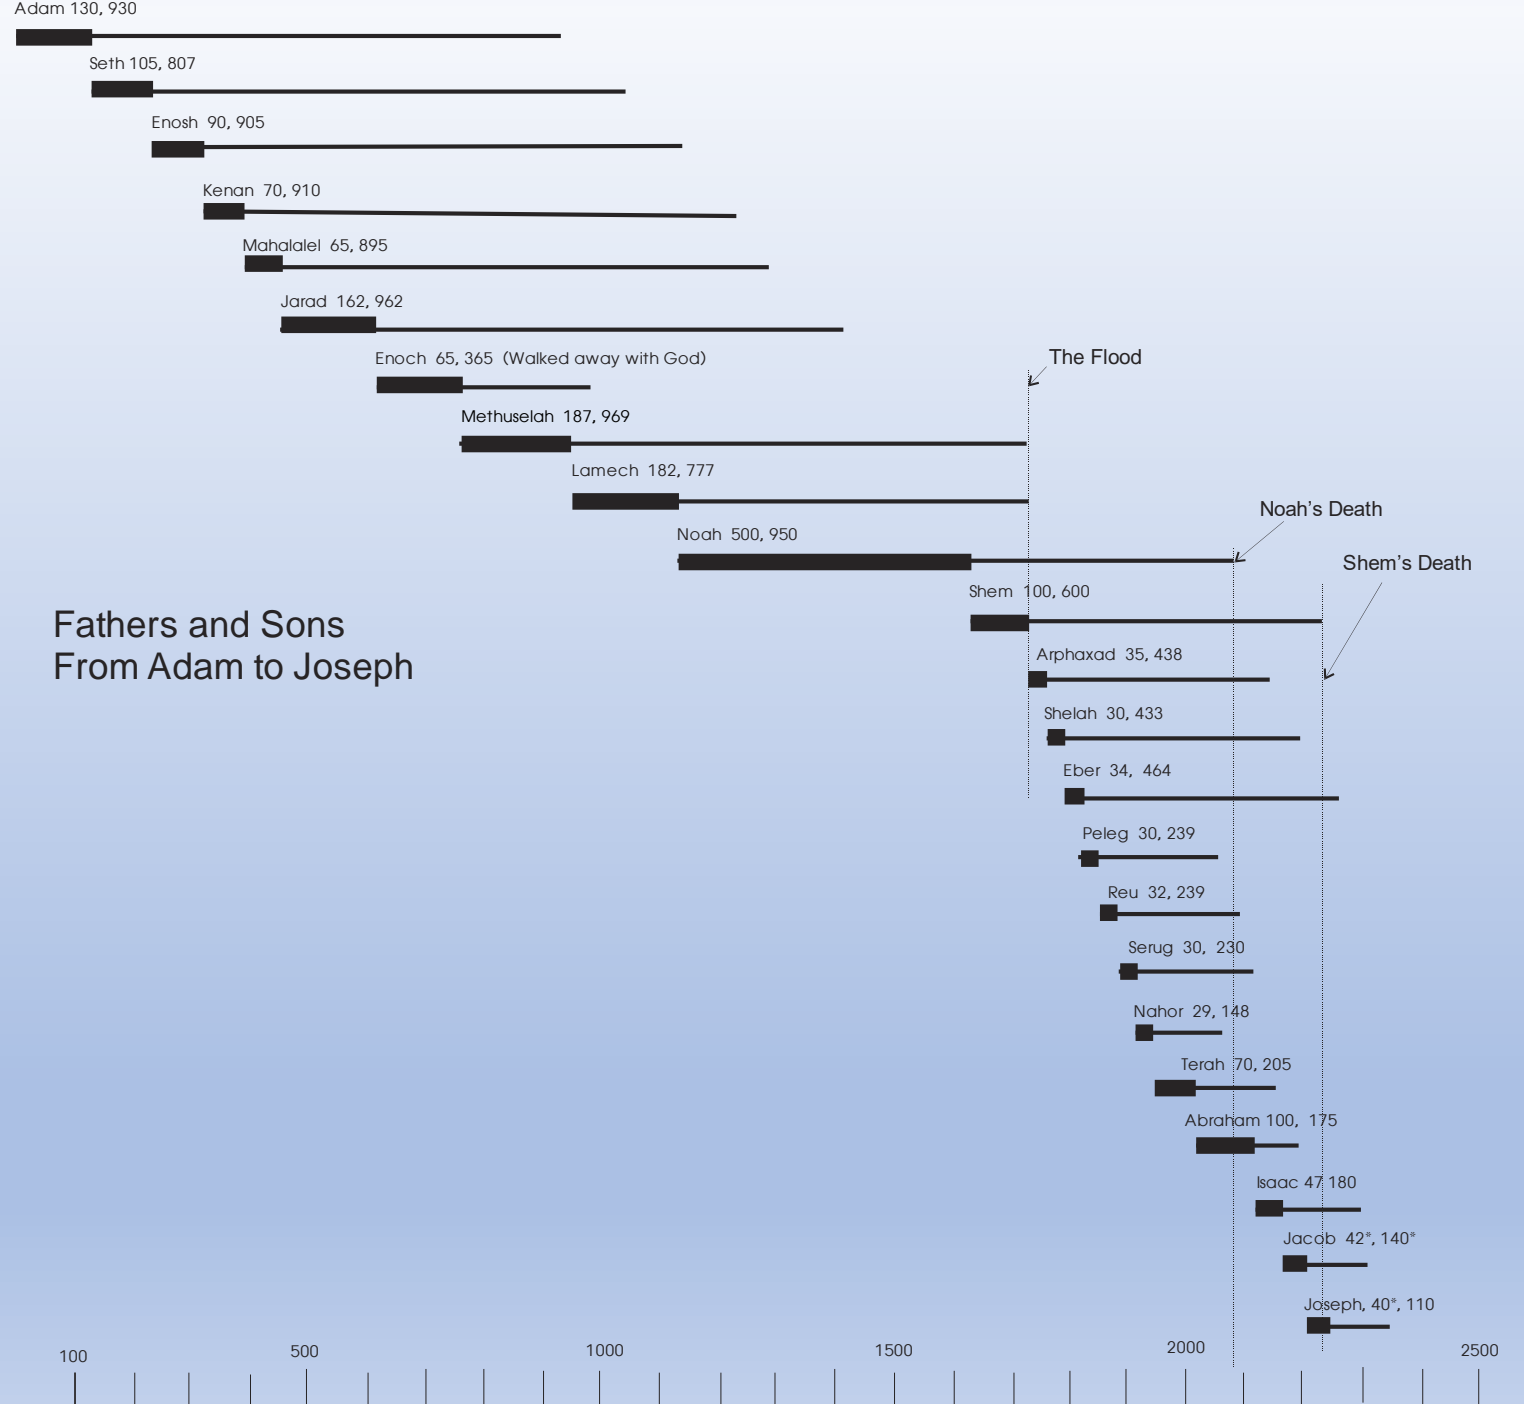 Adam 130, 930
Seth 105, 807
Enosh 90, 905
Kenan 70, 910
Mahalalel 65, 895
Jarad 162, 962
Enoch 65, 365 (Walked away with God)
The Flood
Methuselah 187, 969
Lamech 182, 777
Noah's Death
Noah 500, 950
Shem's Death
Shem 100, 600
Fathers and Sons
From Adam to Joseph
Arphaxad 35, 438
Shelah 30, 433
Eber 34, 464
Peleg 30, 239
Reu 32, 239
Serug 30, 230
Nahor 29, 148
Terah 70, 205
Abraham 100, 175
Isaac 47 180
Jacob 42*, 140*
Joseph, 40*, 110
100 500 1000 1500 2000 2500